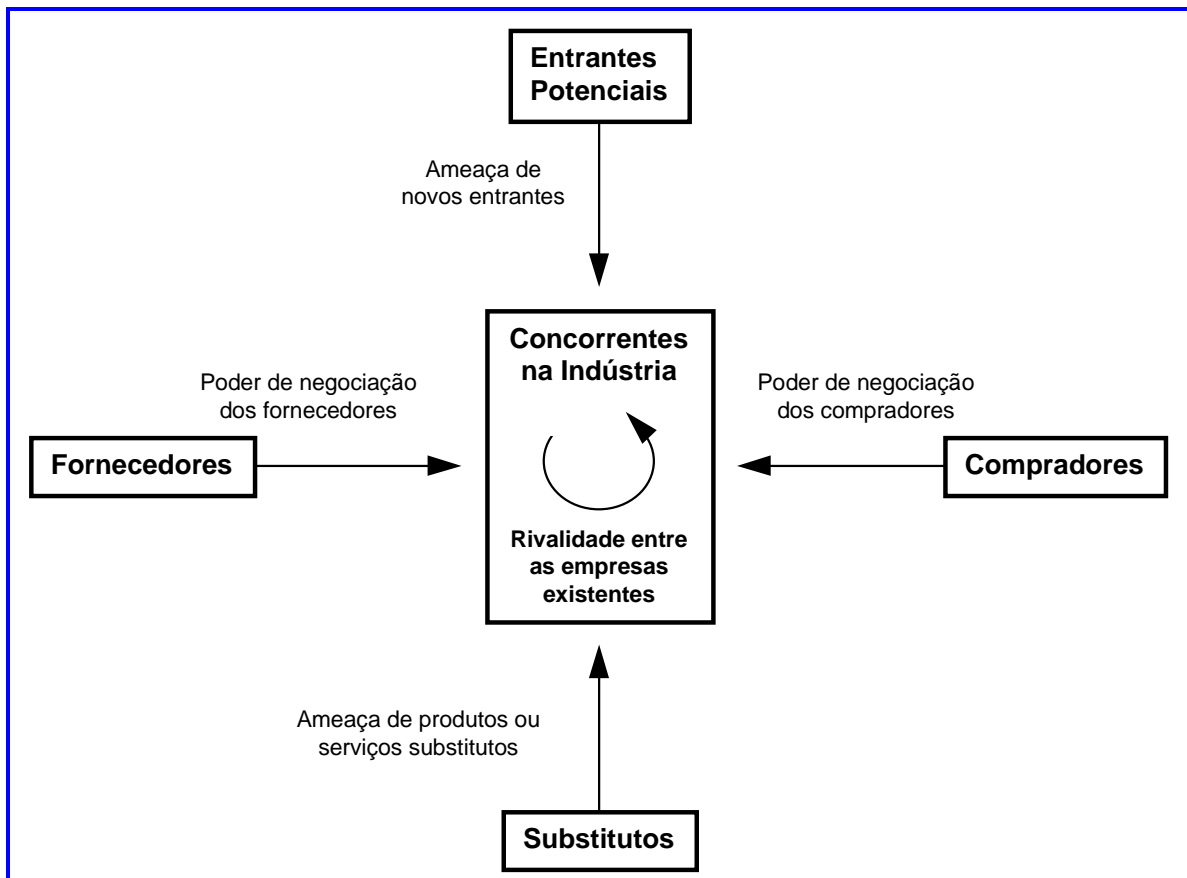 Entrantes
Potenciais
Ameaça de
novos entrantes
Concorrentes
na Indústria
Poder de negociação
dos fornecedores
Poder de negociação
dos compradores
Fornecedores
Compradores
Rivalidade entre
as empresas
existentes
Ameaça de produtos ou
serviços substitutos
Substitutos